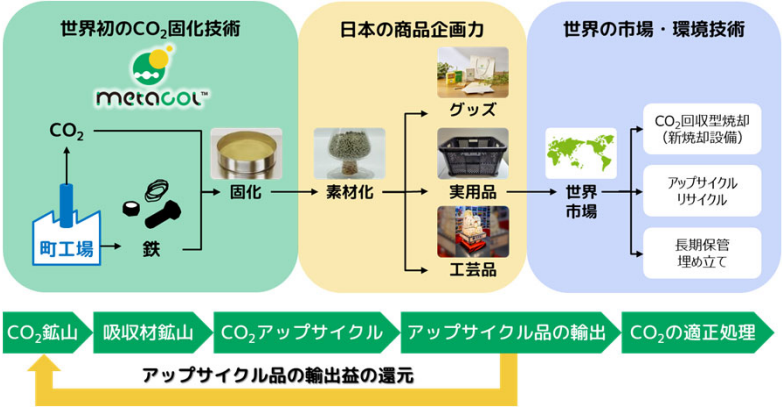 世界初のCO₂固化技術
metacol™
CO₂
町工場
鉄
固化
日本の商品企画力
素材化
グッズ
実用品
工芸品
世界の市場・環境技術
世界
市場
CO₂回収型焼却
(新焼却設備)
アップサイクル
リサイクル
長期保管
埋め立て
CO₂鉱山
吸収材鉱山
CO₂アップサイクル
アップサイクル品の輸出
CO₂の適正処理
アップサイクル品の輸出益の還元